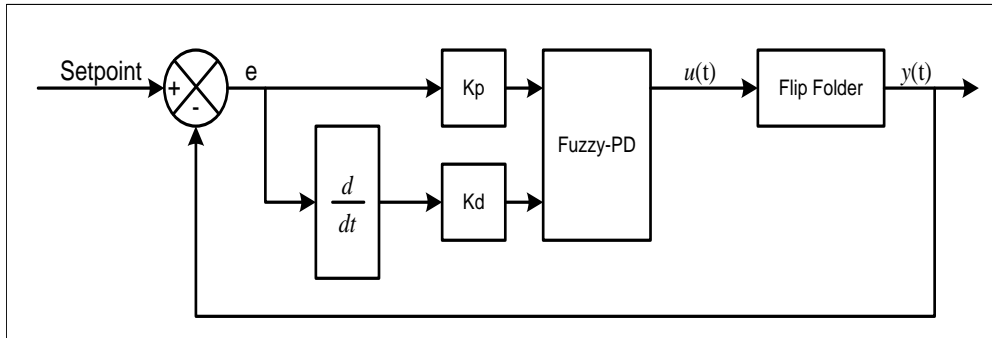 Setpoint
+
-
e
Kp
d
dt
Kd
Fuzzy-PD
u(t)
Flip Folder
y(t)